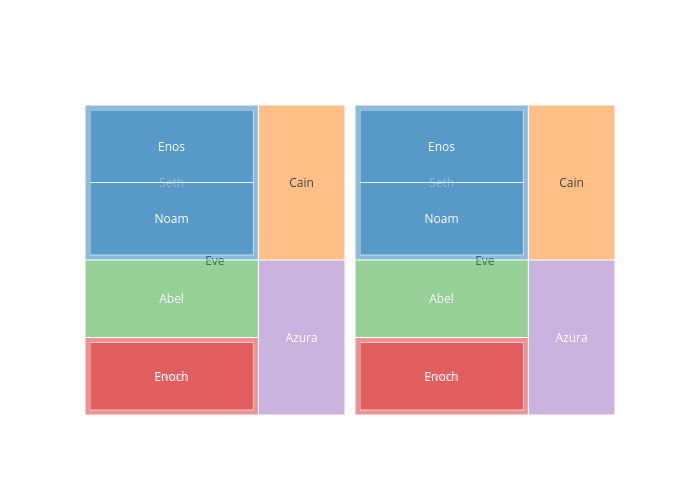 Enos
Seth
Cain
Noam
Eve
Abel
Azura
Enoch
Enos
Seth
Cain
Noam
Eve
Abel
Azura
Enoch